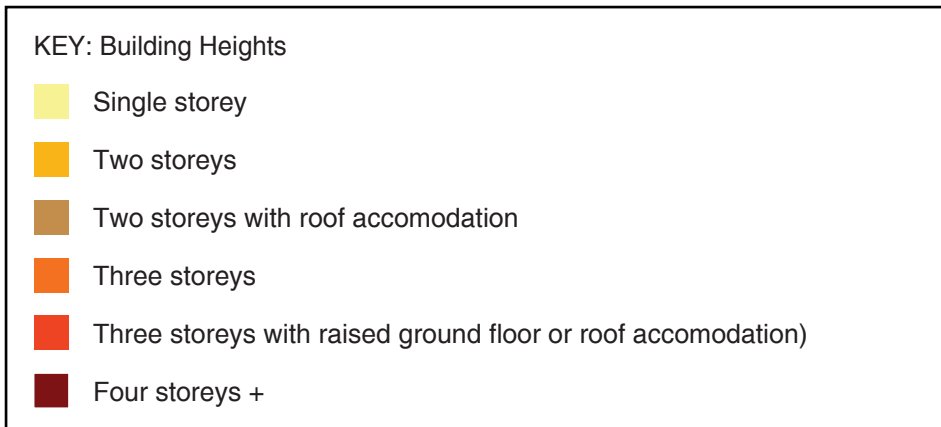 KEY: Building Heights
Single storey
Two storeys
Two storeys with roof accomodation
Three storeys
Three storeys with raised ground floor or roof accomodation)
Four storeys +